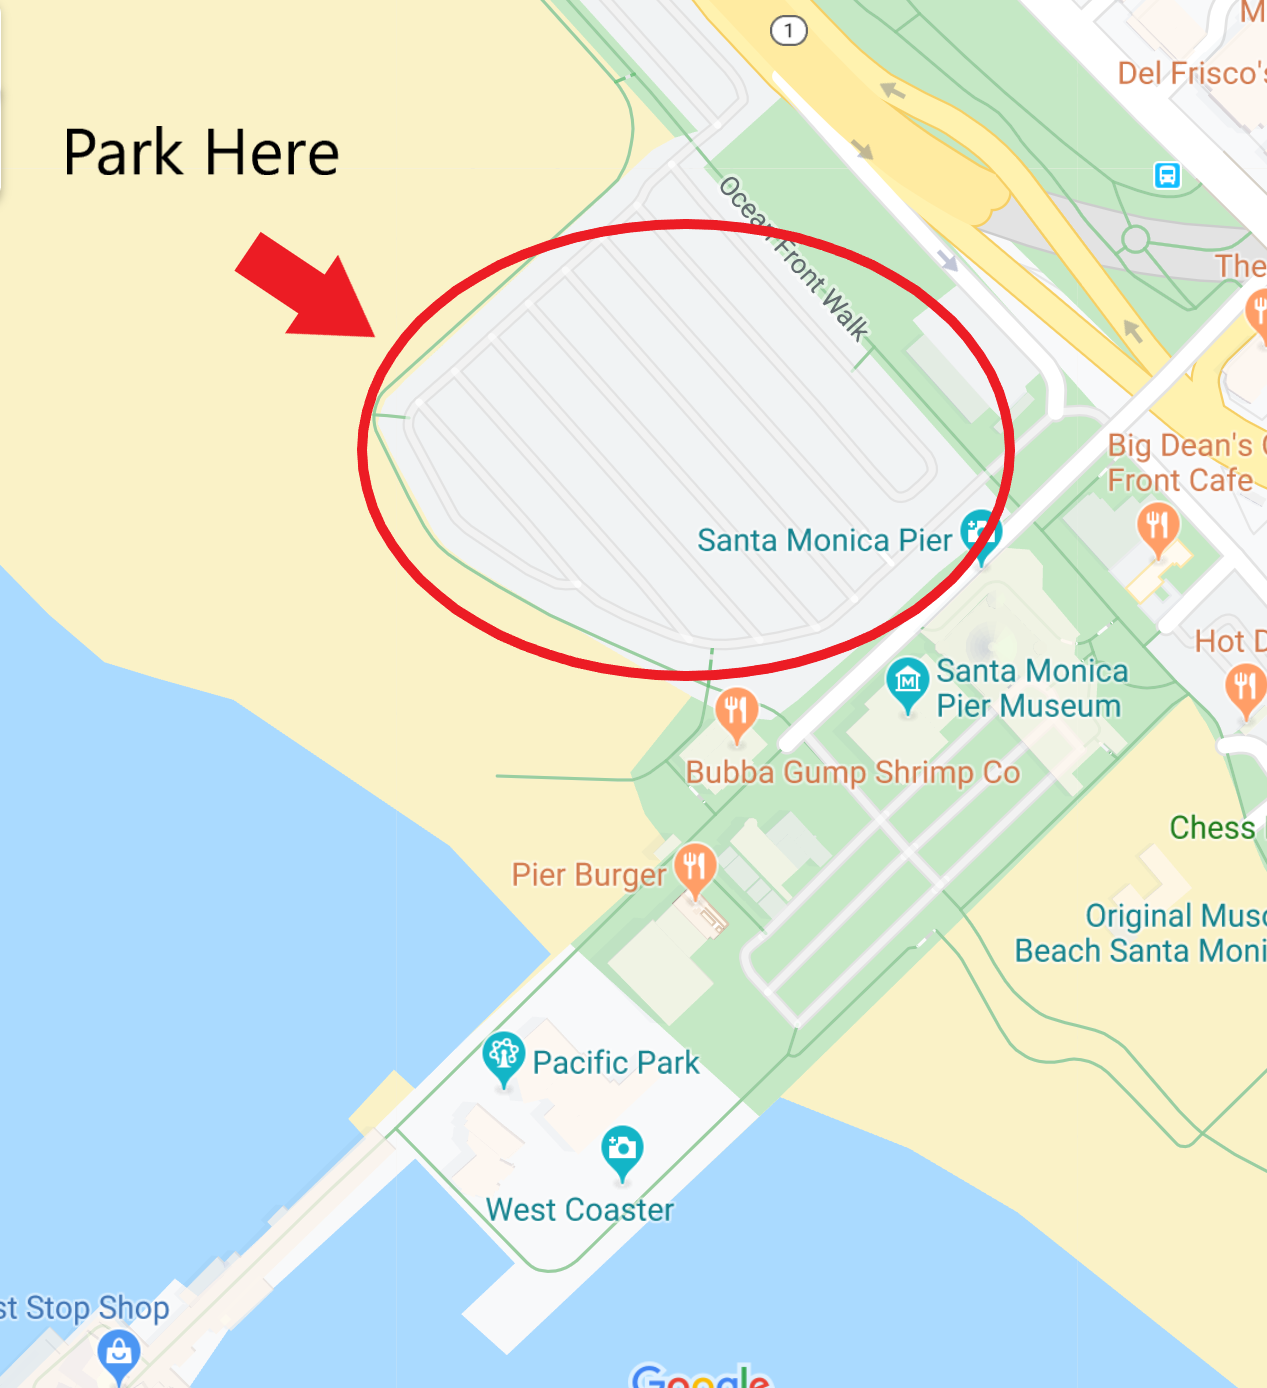 1
M
Del Frisco's
Park Here
Ocean Front Walk
The
Big Dean's
Front Cafe
Santa Monica Pier
Hot D
Santa Monica
Pier Museum
M
Bubba Gump Shrimp Co
Chess
Pier Burger
Original Musc
Beach Santa Moni
Pacific Park
West Coaster
st Stop Shop
Google